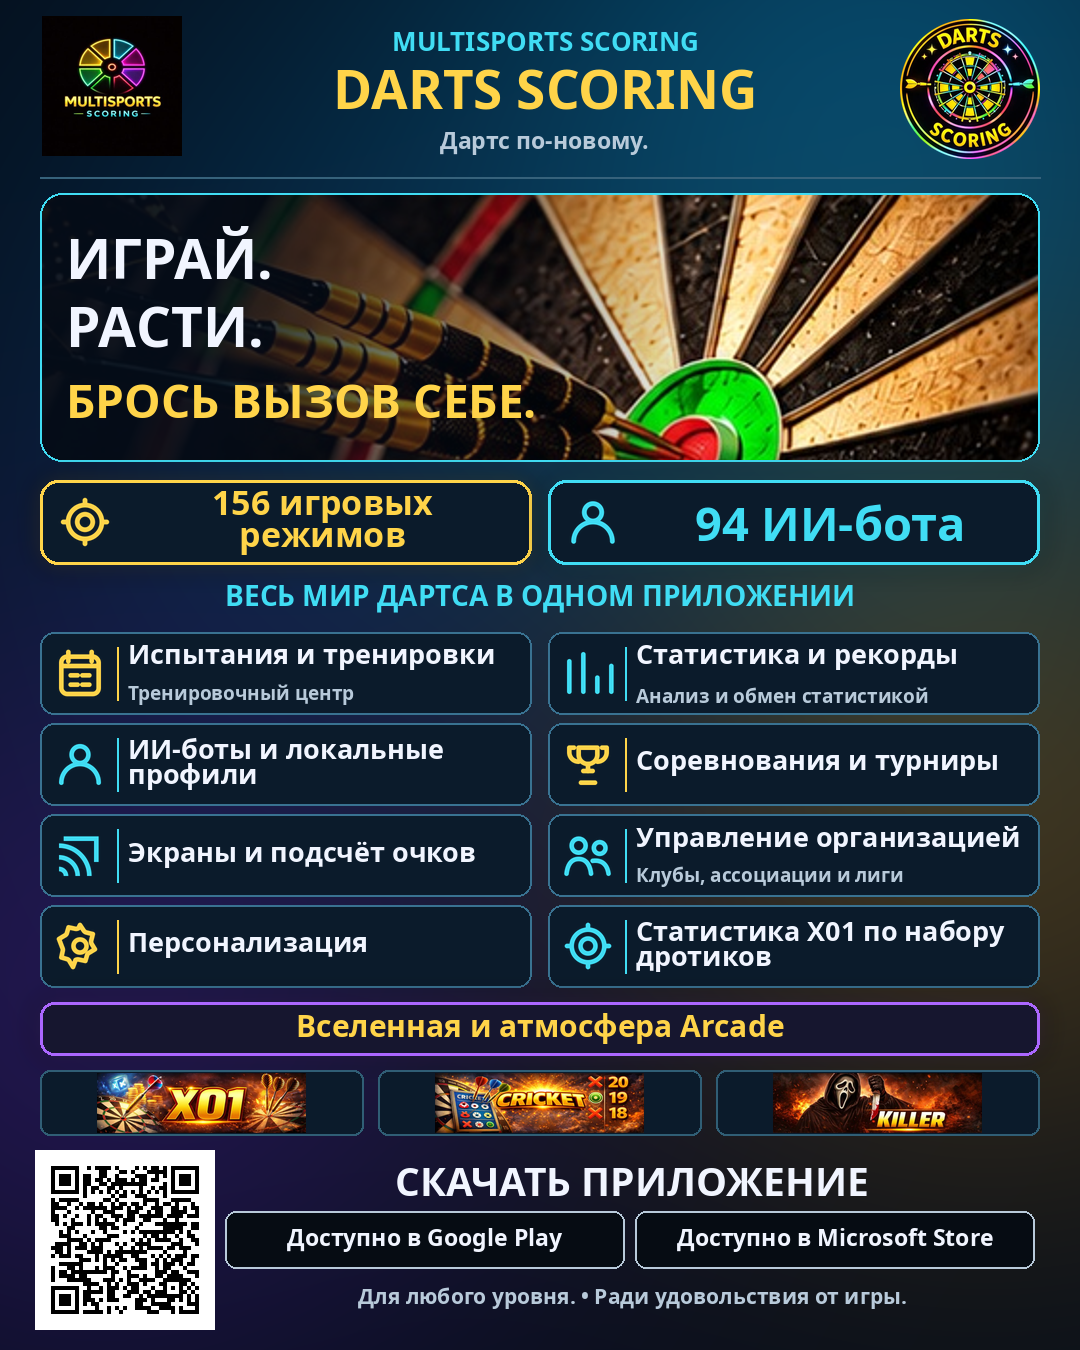 MULTISPORTS
SCORING
MULTISPORTS SCORING
DARTS SCORING
Дартс по-новому.
DARTS
SCORING
ИГРАЙ.
РАСТИ.
БРОСЬ ВЫЗОВ СЕБЕ.
156 игровых
режимов
94 ИИ-бота
ВЕСЬ МИР ДАРТСА В ОДНОМ ПРИЛОЖЕНИИ
Испытания и тренировки
Тренировочный центр
Статистика и рекорды
Анализ и обмен статистикой
ИИ-боты и локальные
профили
Соревнования и турниры
Экраны и подсчёт очков
Управление организацией
Клубы, ассоциации и лиги
Персонализация
Статистика X01 по набору
дротиков
Вселенная и атмосфера Arcade
X01
CRICKET
CRICKET
20
19
18
KILLER
СКАЧАТЬ ПРИЛОЖЕНИЕ
Доступно в Google Play
Доступно в Microsoft Store
Для любого уровня. • Ради удовольствия от игры.